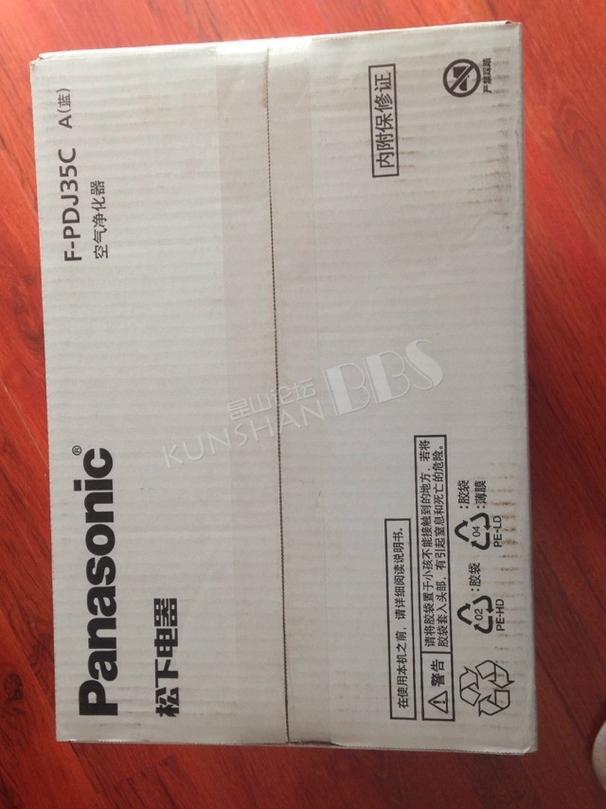 Panasonic®
松下电器
F-PDJ35C A(蓝)
空气净化器
内附保修证
严禁踩踏
在使用本机之前，请详细阅读说明书。
警告
请将胶袋置于小孩不能接触到的地方，若将
胶袋套入头部，有引起窒息和死亡的危险。
02
:胶袋
PE-HD
04
:胶袋
:薄膜
PE-LD
昆山论坛
KUNSHAN BBS